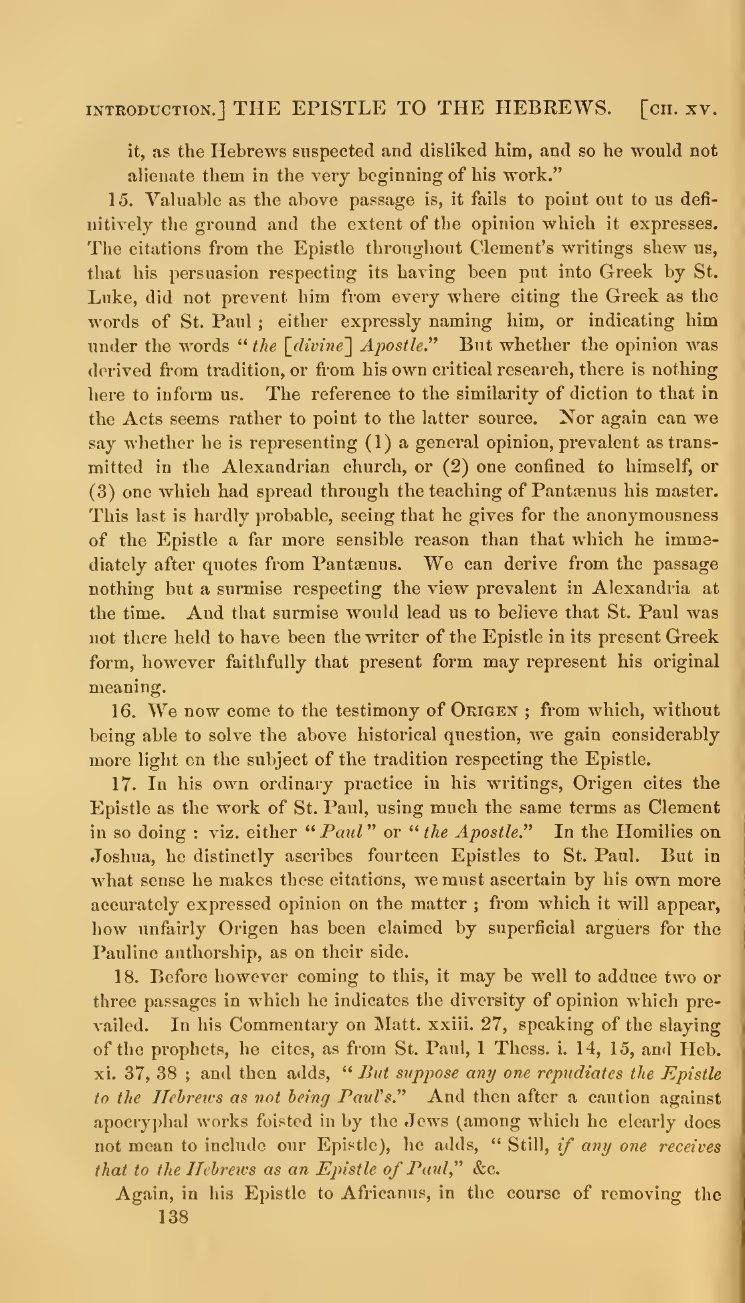 INTRODUCTION.] THE EPISTLE TO THE HEBREWS. [CH. XV.
it, as the Hebrews suspected and disliked him, and so he would not
alienate them in the very beginning of his work.”
15. Valuable as the above passage is, it fails to point out to us defi-
nitively the ground and the extent of the opinion which it expresses.
The citations from the Epistle throughout Clement’s writings shew us,
that his persuasion respecting its having been put into Greek by St.
Luke, did not prevent him from every where citing the Greek as the
words of St. Paul ; either expressly naming him, or indicating him
under the words “ the [divine] Apostle.” But whether the opinion was
derived from tradition, or from his own critical research, there is nothing
here to inform us. The reference to the similarity of diction to that in
the Acts seems rather to point to the latter source. Nor again can we
say whether he is representing (1) a general opinion, prevalent as trans-
mitted in the Alexandrian church, or (2) one confined to himself, or
(3) one which had spread through the teaching of Pantænus his master.
This last is hardly probable, seeing that he gives for the anonymousness
of the Epistle a far more sensible reason than that which he imme-
diately after quotes from Pantænus. We can derive from the passage
nothing but a surmise respecting the view prevalent in Alexandria at
the time. And that surmise would lead us to believe that St. Paul was
not there held to have been the writer of the Epistle in its present Greek
form, however faithfully that present form may represent his original
meaning.
16. We now come to the testimony of ORIGEN ; from which, without
being able to solve the above historical question, we gain considerably
more light on the subject of the tradition respecting the Epistle.
17. In his own ordinary practice in his writings, Origen cites the
Epistle as the work of St. Paul, using much the same terms as Clement
in so doing : viz. either “ Paul ” or “ the Apostle.” In the Homilies on
Joshua, he distinctly ascribes fourteen Epistles to St. Paul. But in
what sense he makes these citations, we must ascertain by his own more
accurately expressed opinion on the matter ; from which it will appear,
how unfairly Origen has been claimed by superficial arguers for the
Pauline anthorship, as on their side.
18. Before however coming to this, it may be well to adduce two or
three passages in which he indicates the diversity of opinion which pre-
vailed. In his Commentary on Matt. xxiii. 27, speaking of the slaying
of the prophets, he cites, as from St. Paul, 1 Thess. i. 14, 15, and Heb.
xi. 37, 38 ; and then adds, “ But suppose any one repudiates the Epistle
to the Hebrews as not being Paul’s.” And then after a caution against
apocryphal works foisted in by the Jews (among which he clearly does
not mean to include our Epistle), he adds, “ Still, if any one receives
that to the Hebrews as an Epistle of Paul,” &c.
Again, in his Epistle to Africanus, in the course of removing the
138